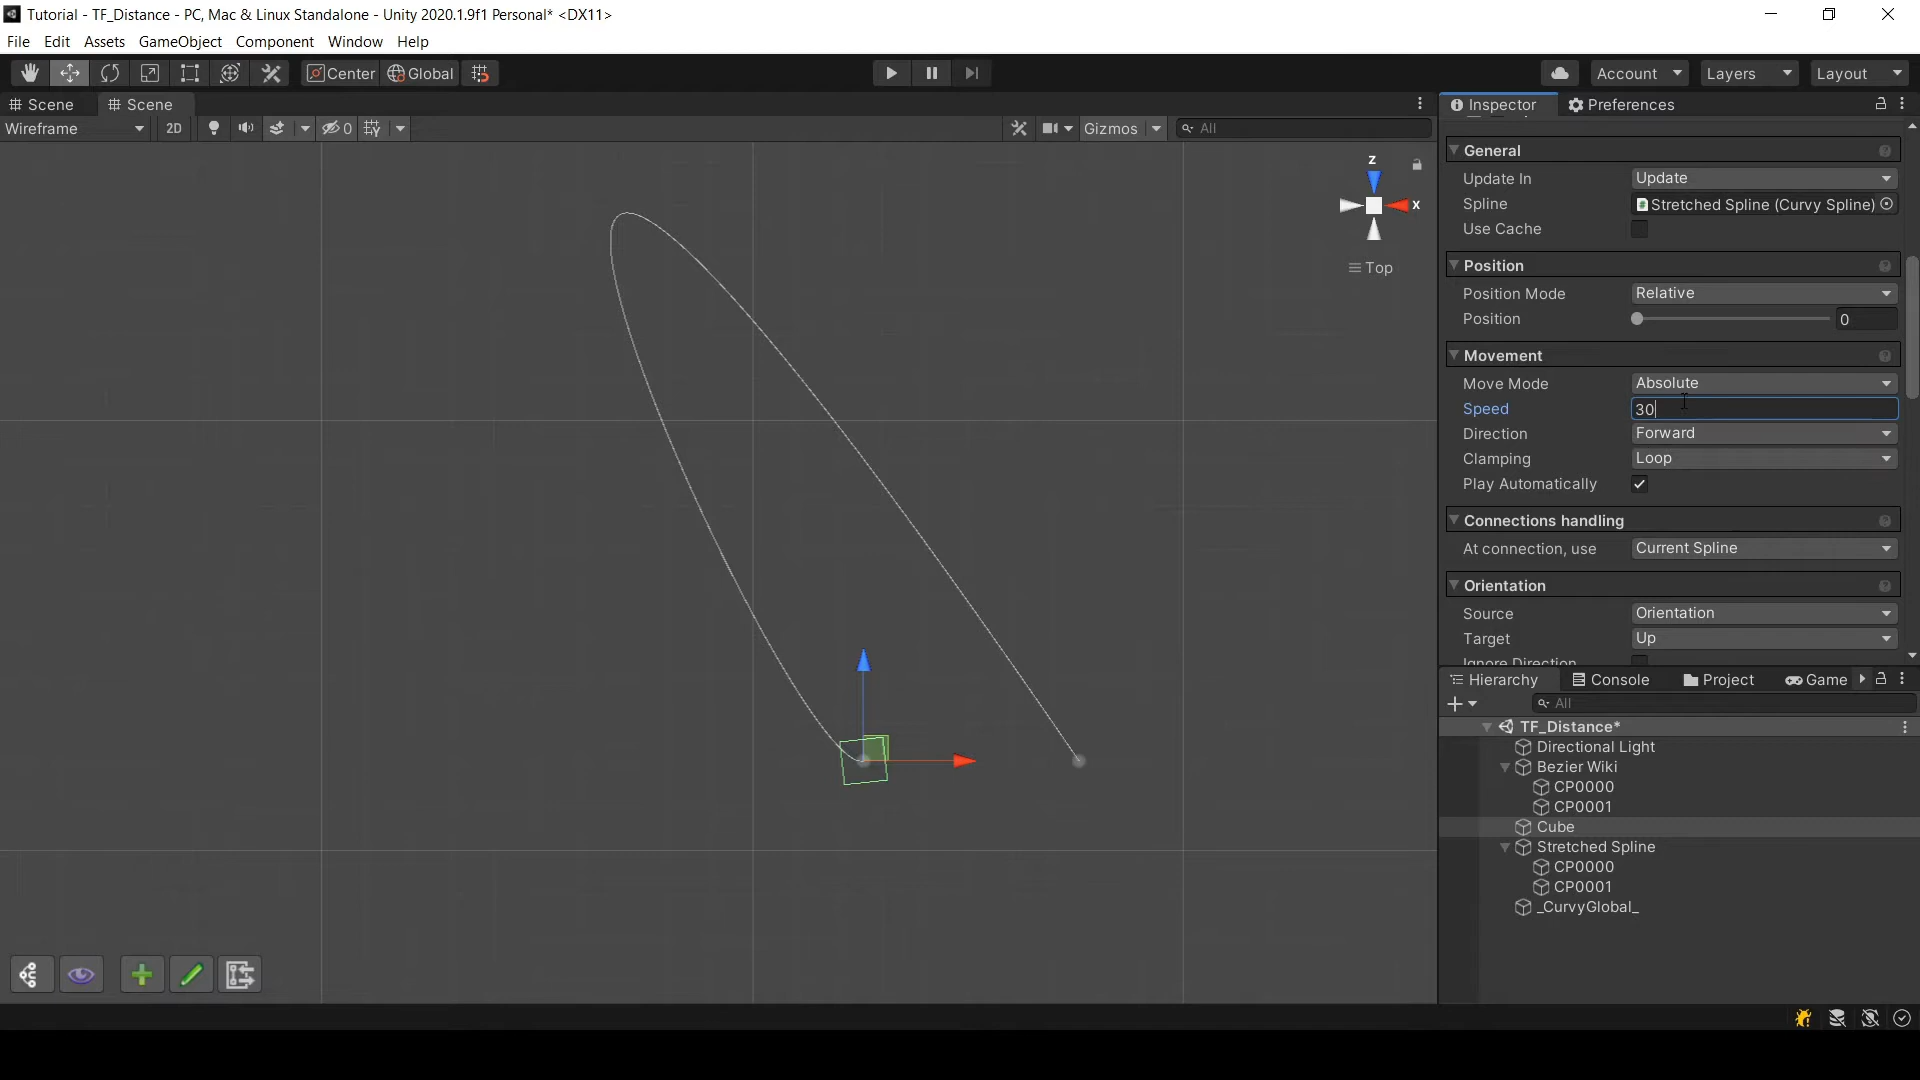 Tutorial - TF_Distance - PC, Mac & Linux Standalone - Unity 2020.1.9f1 Personal* <DX11>
File Edit Assets GameObject Component Window Help
Center Global Account Layers Layout
Scene Scene
Wireframe 2D 0 Gizmos All
z
x
Top
Inspector Preferences
General
Update In Update
Spline Stretched Spline (Curvy Spline)
Use Cache
Position
Position Mode Relative
Position 0
Movement
Move Mode Absolute
Speed 30
Direction Forward
Clamping Loop
Play Automatically
Connections handling
At connection, use Current Spline
Orientation
Source Orientation
Target Up
Ignore Direction
Hierarchy Console Project Game
All
TF_Distance*
Directional Light
Bezier Wiki
CP0000
CP0001
Cube
Stretched Spline
CP0000
CP0001
_CurvyGlobal_